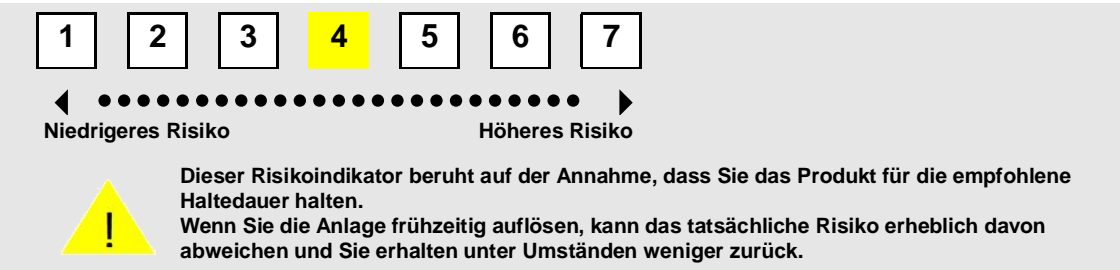 1 2 3 4 5 6 7
Niedrigeres Risiko Höheres Risiko
!
Dieser Risikoindikator beruht auf der Annahme, dass Sie das Produkt für die empfohlene
Haltedauer halten.
Wenn Sie die Anlage frühzeitig auflösen, kann das tatsächliche Risiko erheblich davon
abweichen und Sie erhalten unter Umständen weniger zurück.